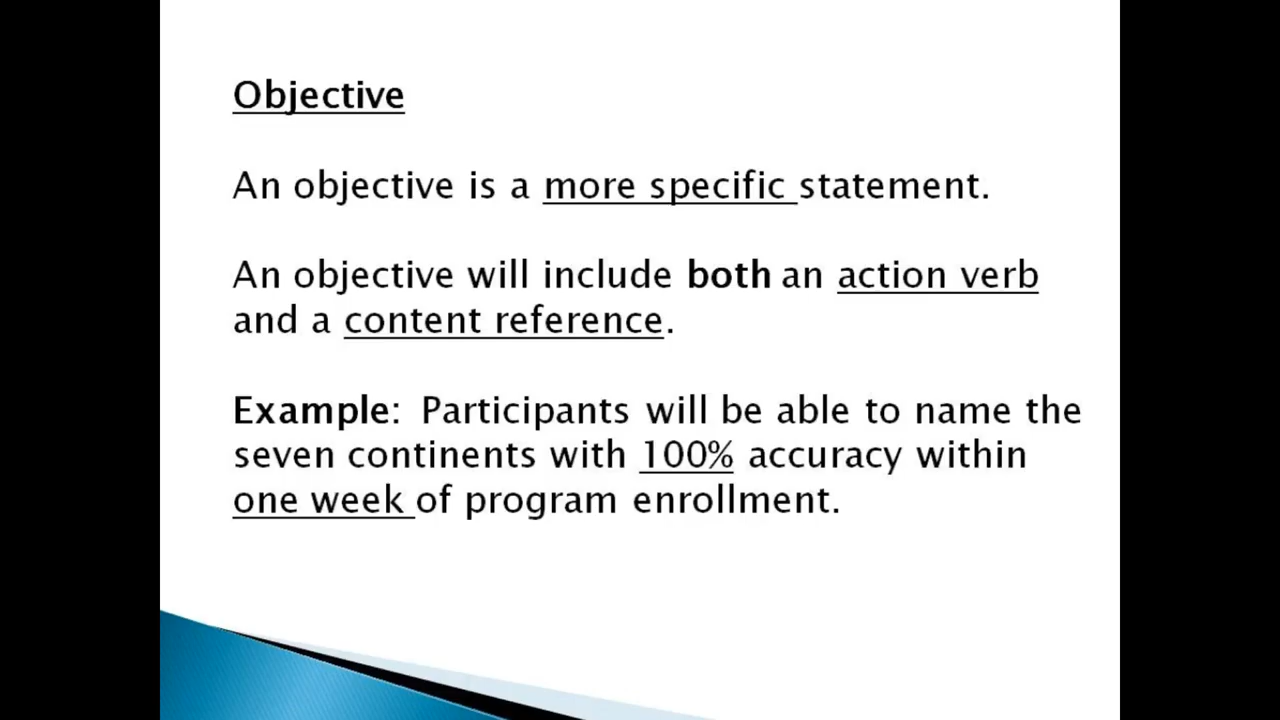 Objective
An objective is a more specific statement.
An objective will include both an action verb
and a content reference.
Example: Participants will be able to name the
seven continents with 100% accuracy within
one week of program enrollment.